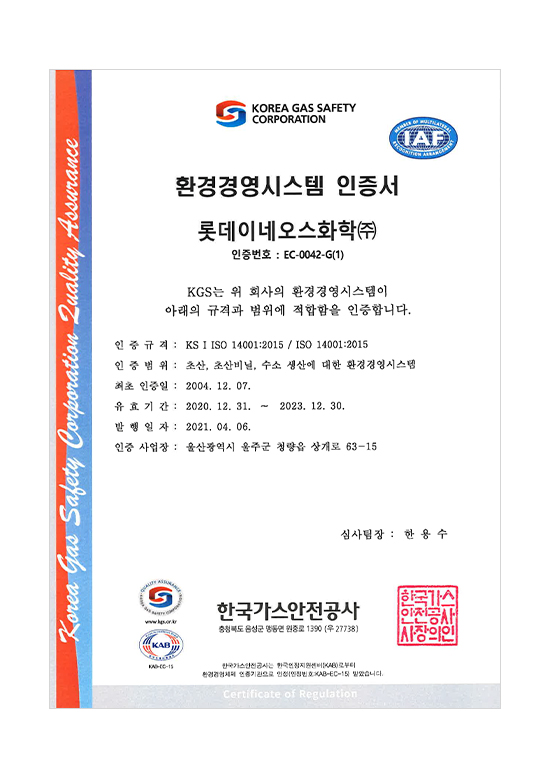 KOREA GAS SAFETY
CORPORATION
MEMBER OF MULTILATERAL
IAF
RECOGNITION ARRANGEMENT
Korea Gas Safety Corporation Quality Assurance
환경경영시스템 인증서
롯데이네오스화학㈜
인증번호 : EC-0042-G(1)
KGS는 위 회사의 환경경영시스템이
아래의 규격과 범위에 적합함을 인증합니다.
인 증 규 격 : KS I ISO 14001:2015 / ISO 14001:2015
인 증 범 위 : 초산, 초산비닐, 수소 생산에 대한 환경경영시스템
최초 인증일 : 2004. 12. 07.
유 효 기 간 : 2020. 12. 31. ~ 2023. 12. 30.
발 행 일 자 : 2021. 04. 06.
인증 사업장 : 울산광역시 울주군 청량읍 상개로 63-15
심사팀장 : 한 용 수
QUALITY ASSURANCE
KOREA GAS SAFETY CORPORATION
www.kgs.or.kr
KAB
KAB-EC-15
한국가스안전공사
충청북도 음성군 맹동면 원중로 1390 (우 27738)
한국가스
안전공사
사장의인
한국가스안전공사는 한국인정지원센터(KAB)로부터
환경경영체제 인증기관으로 인정(인정번호:KAB-EC-15) 받았습니다.
Certificate of Regulation